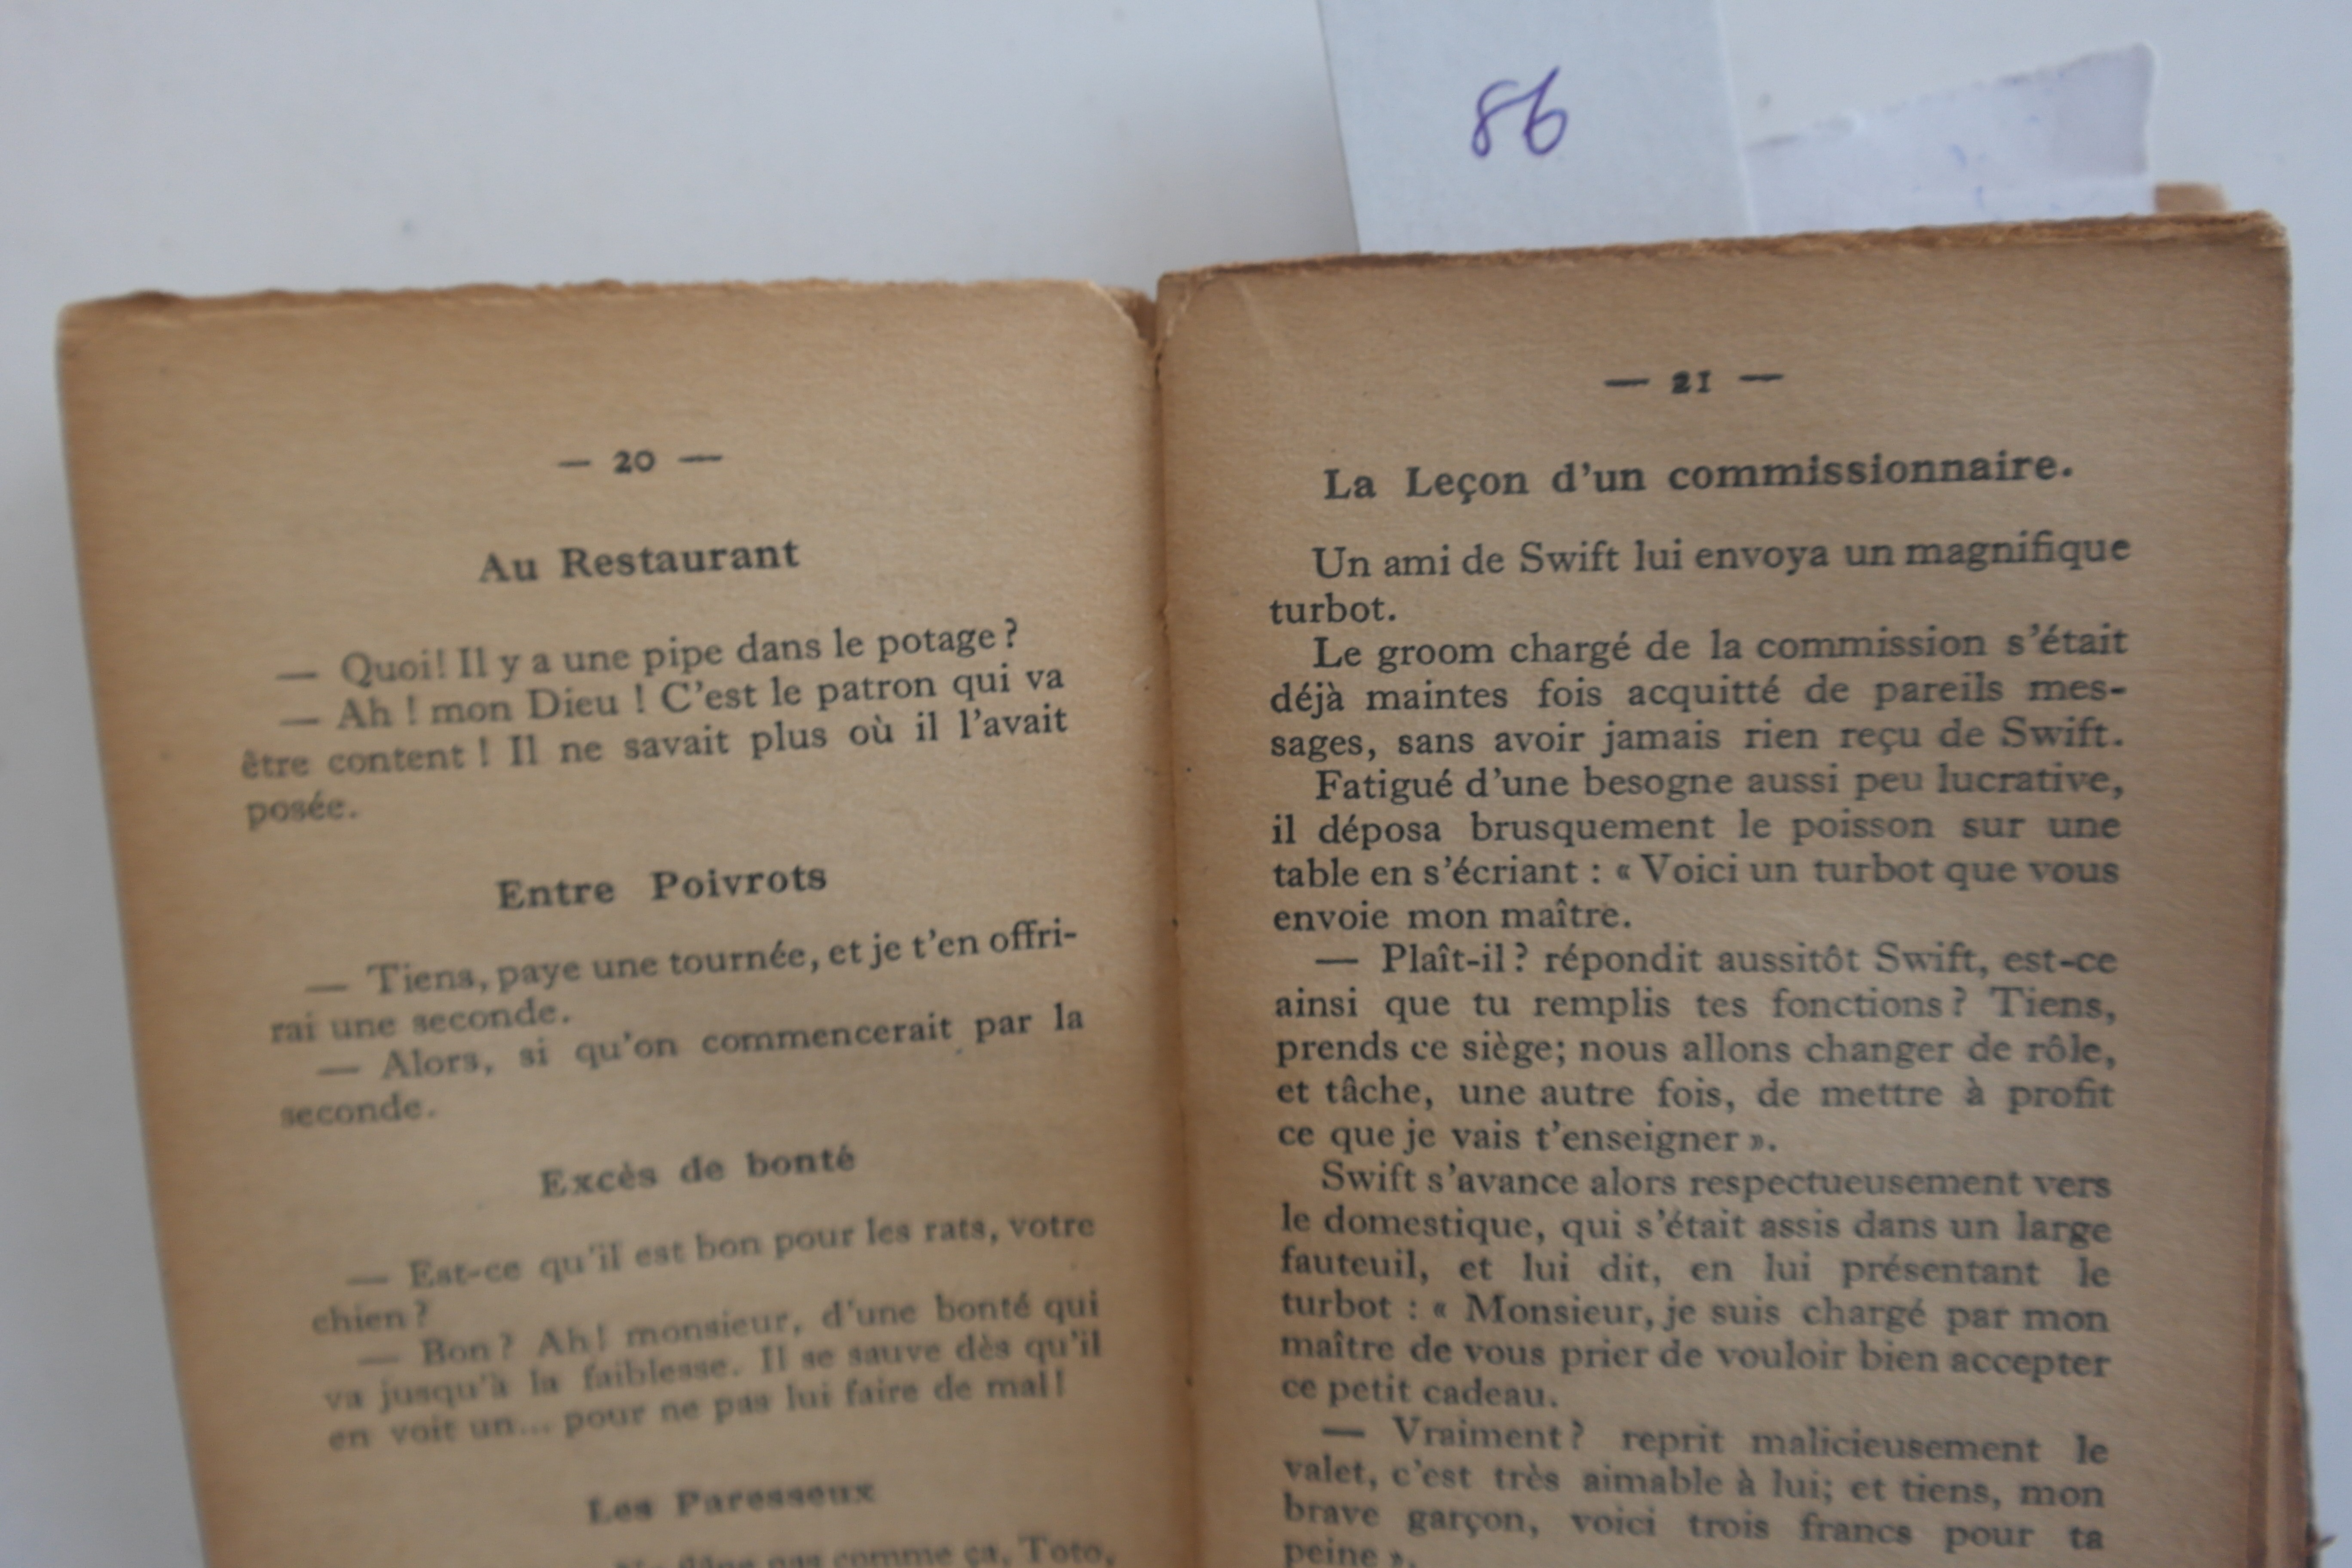 86
— 20 —
Au Restaurant
— Quoi! Il y a une pipe dans le potage ?
— Ah ! mon Dieu ! C'est le patron qui va
être content ! Il ne savait plus où il l'avait
posée.
Entre Poivrots
— Tiens, paye une tournée, et je t'en offri-
rai une seconde.
— Alors, si qu'on commencerait par la
seconde.
Excès de bonté
— Est-ce qu'il est bon pour les rats, votre
chien ?
— Bon ? Ah! monsieur, d'une bonté qui
va jusqu'à la faiblesse. Il se sauve dès qu'il
en voit un... pour ne pas lui faire de mal!
Les Paresseux
pas comme ça, Toto,
— 21 —
La Leçon d'un commissionnaire.
Un ami de Swift lui envoya un magnifique
turbot.
Le groom chargé de la commission s'était
déjà maintes fois acquitté de pareils mes-
sages, sans avoir jamais rien reçu de Swift.
Fatigué d'une besogne aussi peu lucrative,
il déposa brusquement le poisson sur une
table en s'écriant : « Voici un turbot que vous
envoie mon maître.
— Plaît-il ? répondit aussitôt Swift, est-ce
ainsi que tu remplis tes fonctions ? Tiens,
prends ce siège; nous allons changer de rôle,
et tâche, une autre fois, de mettre à profit
ce que je vais t'enseigner ».
Swift s'avance alors respectueusement vers
le domestique, qui s'était assis dans un large
fauteuil, et lui dit, en lui présentant le
turbot : « Monsieur, je suis chargé par mon
maître de vous prier de vouloir bien accepter
ce petit cadeau.
— Vraiment ? reprit malicieusement le
valet, c'est très aimable à lui; et tiens, mon
brave garçon, voici trois francs pour ta
peine ».